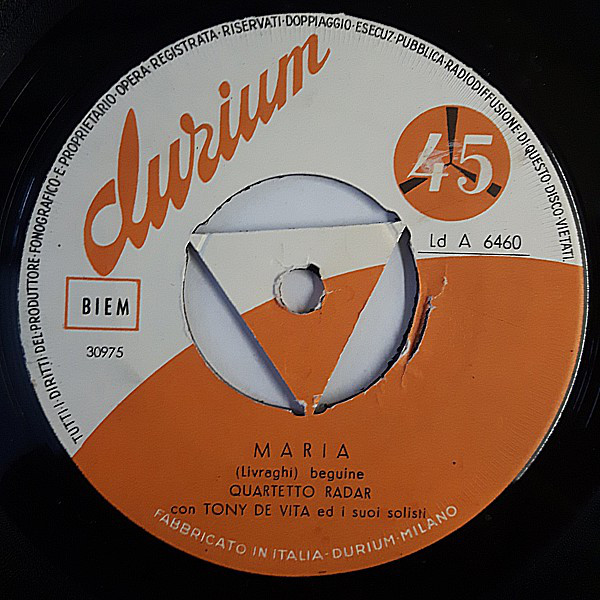 TUTTI·I·DIRITTI DEL·PRODUTTORE·FONOGRAFICO·E PROPRIETARIO·OPERA·REGISTRATA·RISERVATI·DOPPIAGGIO·ESECUZ·PUBBLICA·RADIODIFFUSIONE·DI·QUESTO·DISCO·VIETATI
durium
45
Ld A 6460
BIEM
30975
MARIA
(Livraghi) beguine
QUARTETTO RADAR
con TONY DE VITA ed i suoi solisti
FABBRICATO IN ITALIA-DURIUM-MILANO